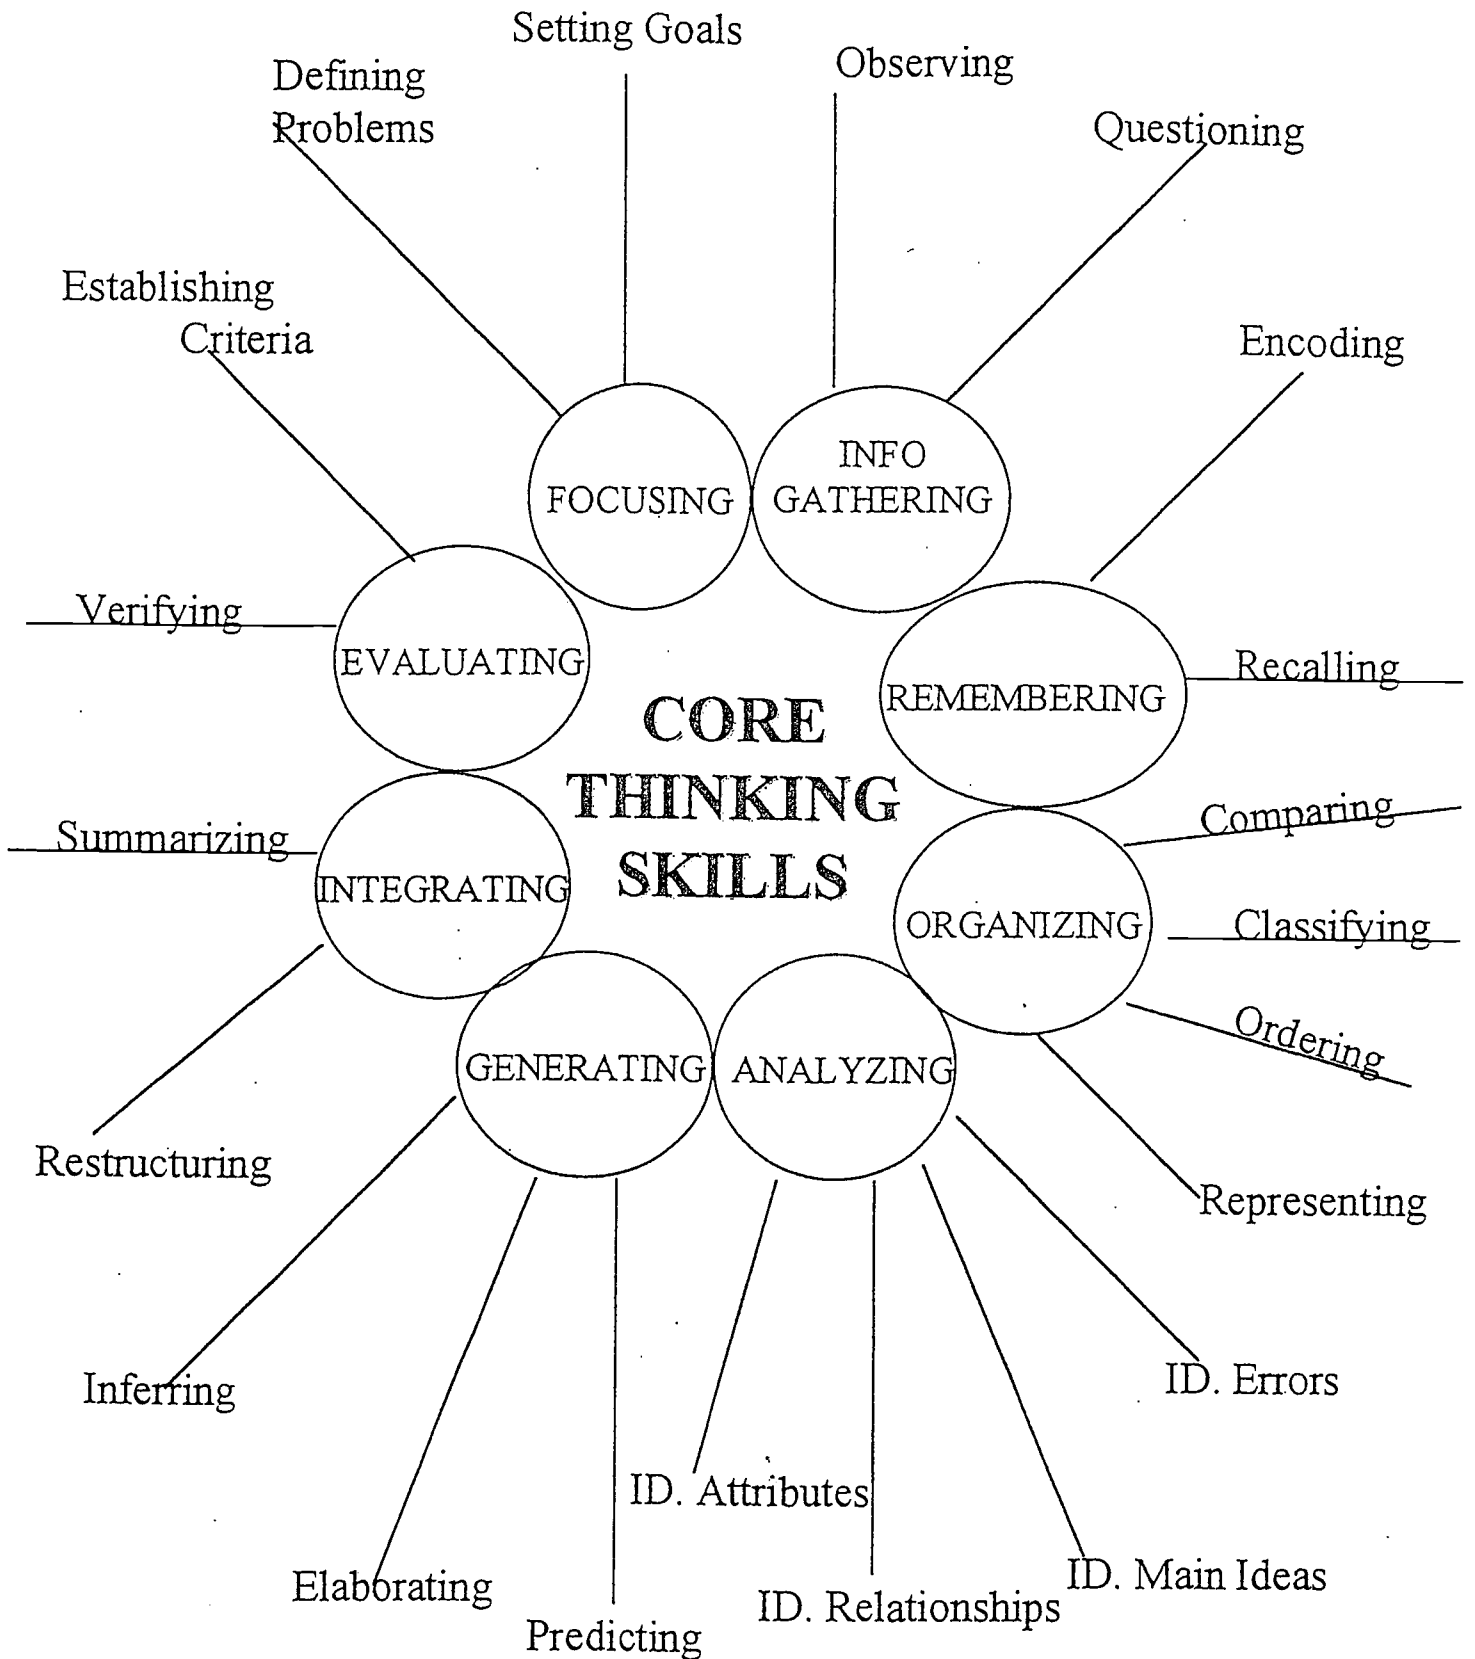 Setting Goals
Observing
Defining
Problems
Questioning
Establishing
Criteria
Encoding
INFO
GATHERING
FOCUSING
Verifying
EVALUATING
REMEMBERING
Recalling
CORE
THINKING
SKILLS
Comparing
Summarizing
INTEGRATING
ORGANIZING
Classifying
Ordering
GENERATING
ANALYZING
Restructuring
Representing
Inferring
ID. Errors
ID. Attributes
Elaborating
Predicting
ID. Relationships
ID. Main Ideas